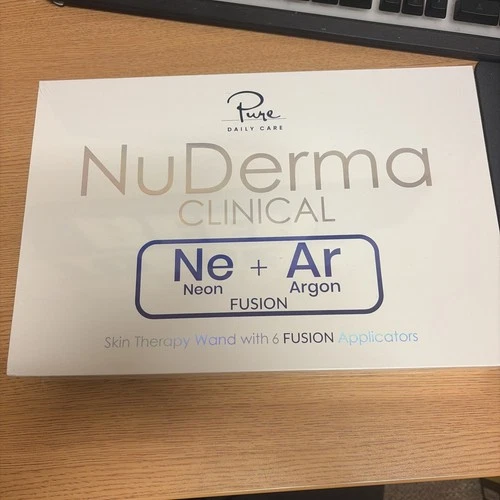 Pure
DAILY CARE
NuDerma
CLINICAL
Ne + Ar
Neon Argon
FUSION
Skin Therapy Wand with 6 FUSION Applicators